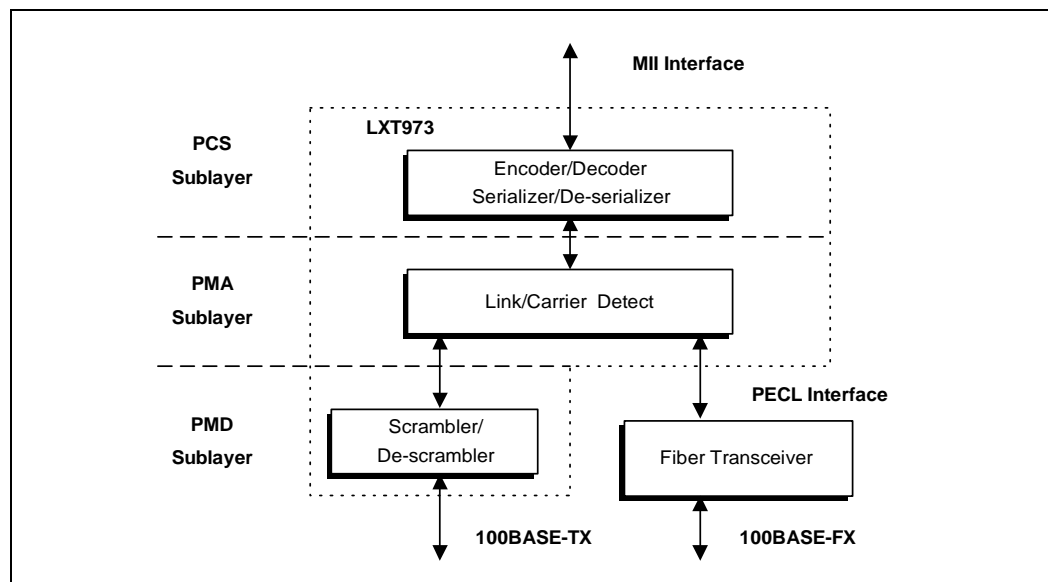 MII Interface
LXT973
PCS
Sublayer
Encoder/Decoder
Serializer/De-serializer
PMA
Sublayer
Link/Carrier Detect
PECL Interface
PMD
Sublayer
Scrambler/
De-scrambler
Fiber Transceiver
100BASE-TX
100BASE-FX